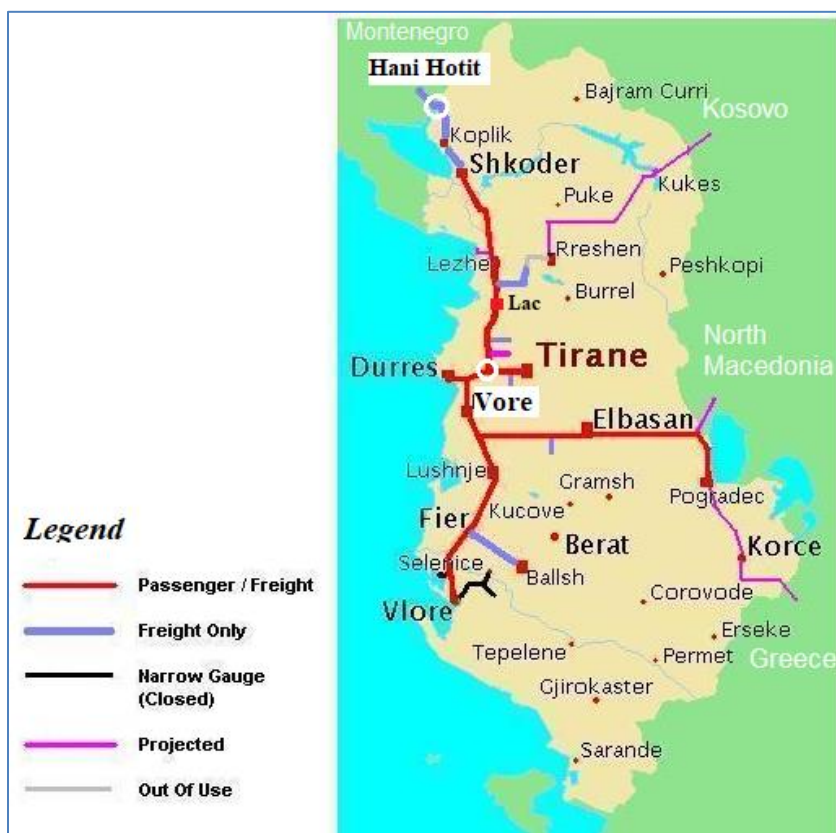 Montenegro
Hani Hotit
Bajram Curri
Kosovo
Koplik
Shkoder
Kukes
Puke
Lezhe
Rreshen
Peshkopi
Burrel
Lac
North
Macedonia
Durres
Tirane
Vore
Elbasan
Lushnje
Gramsh
Pogradec
Kucove
Fier
Berat
Korce
Selenice
Ballsh
Vlore
Corovode
Erseke
Tepelene
Permet
Greece
Gjirokaster
Sarande
Legend
Passenger / Freight
Freight Only
Narrow Gauge
(Closed)
Projected
Out Of Use